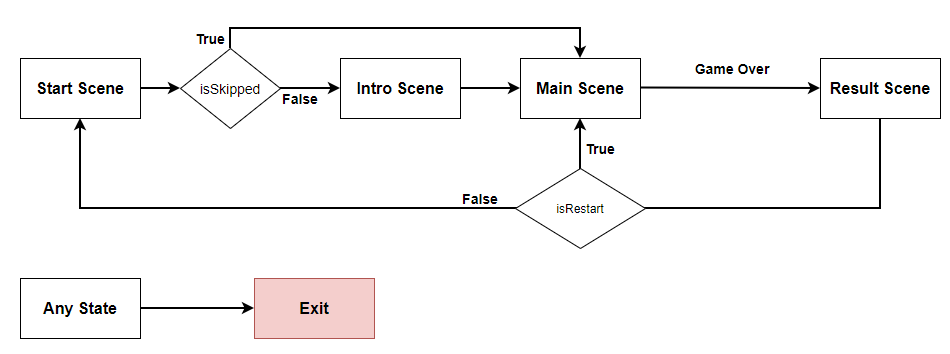 True
Game Over
Start Scene
isSkipped
False
Intro Scene
Main Scene
Result Scene
True
False
isRestart
Any State
Exit